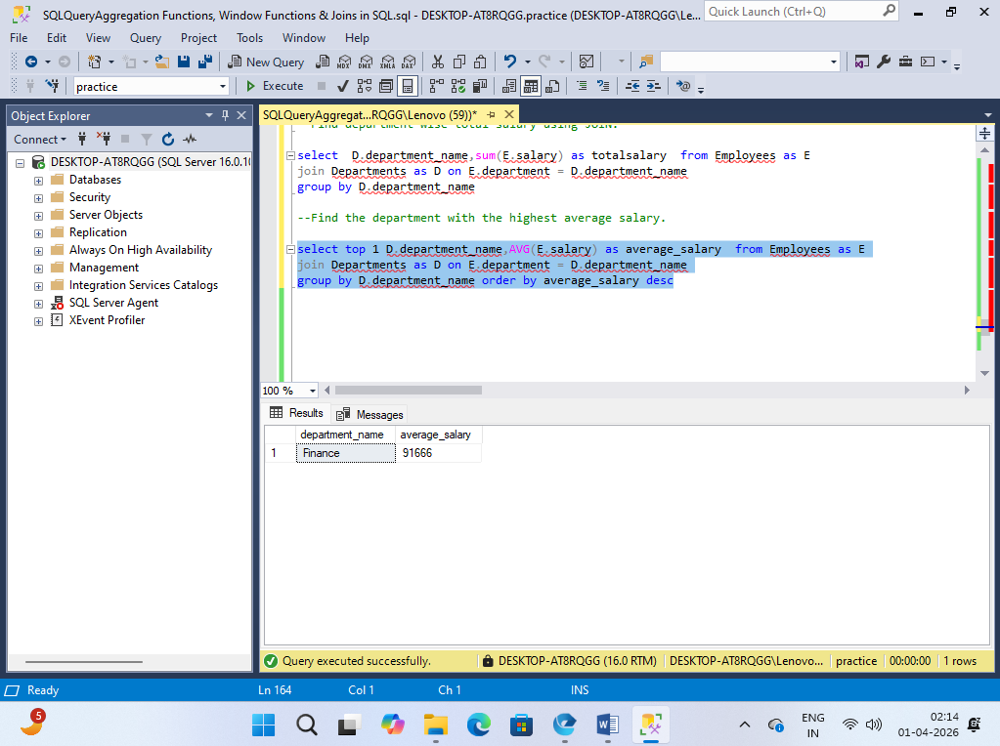 SQLQueryAggregation Functions, Window Functions & Joins in SQL.sql - DESKTOP-AT8RQGG.practice (DESKTOP-AT8RQGG\Le...
Quick Launch (Ctrl+Q)
File Edit View Query Project Tools Window Help
New Query
MDX DMX XMLA DAX
practice
Execute
Object Explorer
SQLQueryAggregat...RQGG\Lenovo (59))*
Connect
DESKTOP-AT8RQGG (SQL Server 16.0.10
Databases
Security
Server Objects
Replication
Always On High Availability
Management
Integration Services Catalogs
SQL Server Agent
XEvent Profiler
--Find department wise total salary using JOIN.
select  D.department_name,sum(E.salary) as totalsalary  from Employees as E
join Departments as D on E.department = D.department_name
group by D.department_name
--Find the department with the highest average salary.
select top 1 D.department_name,AVG(E.salary) as average_salary  from Employees as E
join Departments as D on E.department = D.department_name
group by D.department_name order by average_salary desc
100 %
Results Messages
department_name average_salary
1 Finance 91666
Query executed successfully.
DESKTOP-AT8RQGG (16.0 RTM) DESKTOP-AT8RQGG\Lenovo... practice 00:00:00 1 rows
Ready Ln 164 Col 1 Ch 1 INS
5
ENG
IN
02:14
01-04-2026